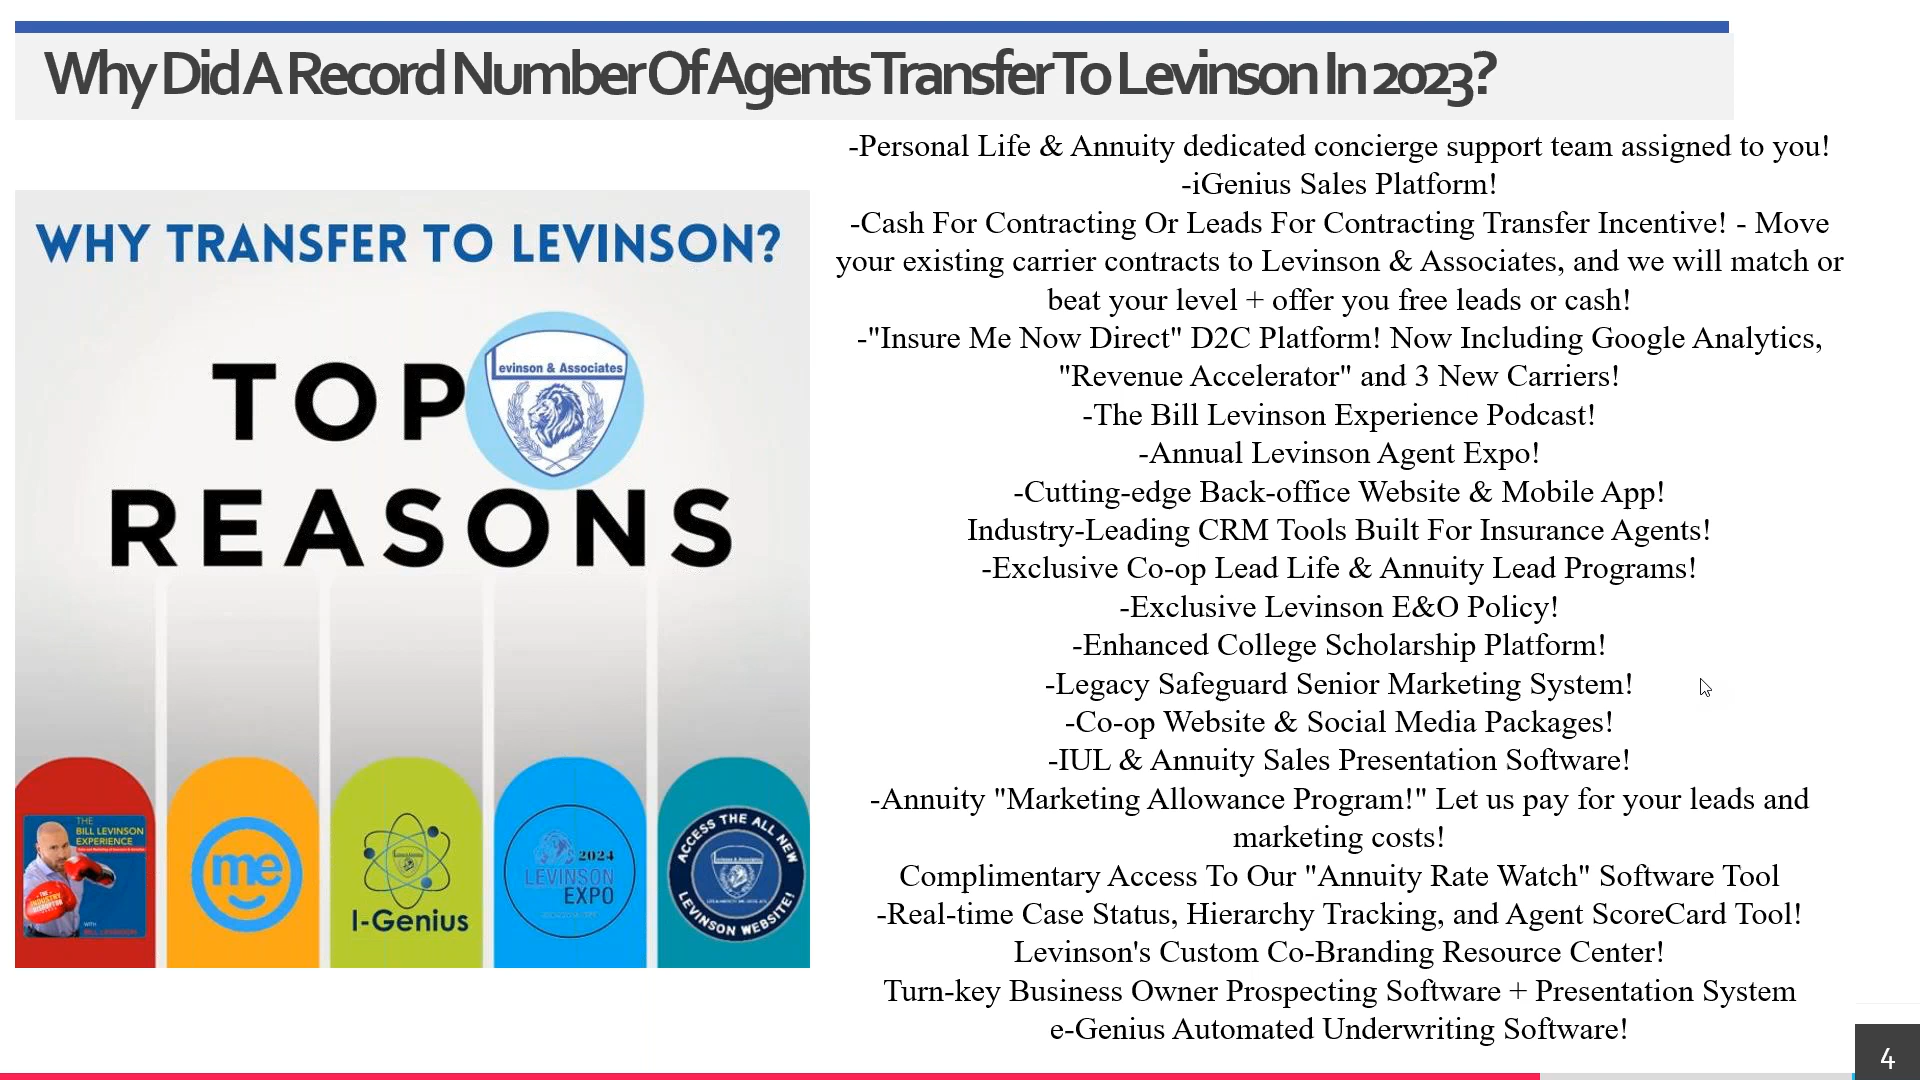 Why Did A Record Number Of Agents Transfer To Levinson In 2023?
-Personal Life & Annuity dedicated concierge support team assigned to you!
-iGenius Sales Platform!
-Cash For Contracting Or Leads For Contracting Transfer Incentive! - Move
your existing carrier contracts to Levinson & Associates, and we will match or
beat your level + offer you free leads or cash!
-"Insure Me Now Direct" D2C Platform! Now Including Google Analytics,
"Revenue Accelerator" and 3 New Carriers!
-The Bill Levinson Experience Podcast!
-Annual Levinson Agent Expo!
-Cutting-edge Back-office Website & Mobile App!
Industry-Leading CRM Tools Built For Insurance Agents!
-Exclusive Co-op Lead Life & Annuity Lead Programs!
-Exclusive Levinson E&O Policy!
-Enhanced College Scholarship Platform!
-Legacy Safeguard Senior Marketing System!
-Co-op Website & Social Media Packages!
-IUL & Annuity Sales Presentation Software!
-Annuity "Marketing Allowance Program!" Let us pay for your leads and
marketing costs!
Complimentary Access To Our "Annuity Rate Watch" Software Tool
-Real-time Case Status, Hierarchy Tracking, and Agent ScoreCard Tool!
Levinson's Custom Co-Branding Resource Center!
Turn-key Business Owner Prospecting Software + Presentation System
e-Genius Automated Underwriting Software!
WHY TRANSFER TO LEVINSON?
TOP
Levinson & Associates
REASONS
THE
BILL LEVINSON
EXPERIENCE
THE
INDUSTRY
DISRUPTOR
WITH
BILL LEVINSON
me
I-Genius
2024
LEVINSON
EXPO
ACCESS THE ALL NEW
Levinson & Associates
LEVINSON WEBSITE!
4